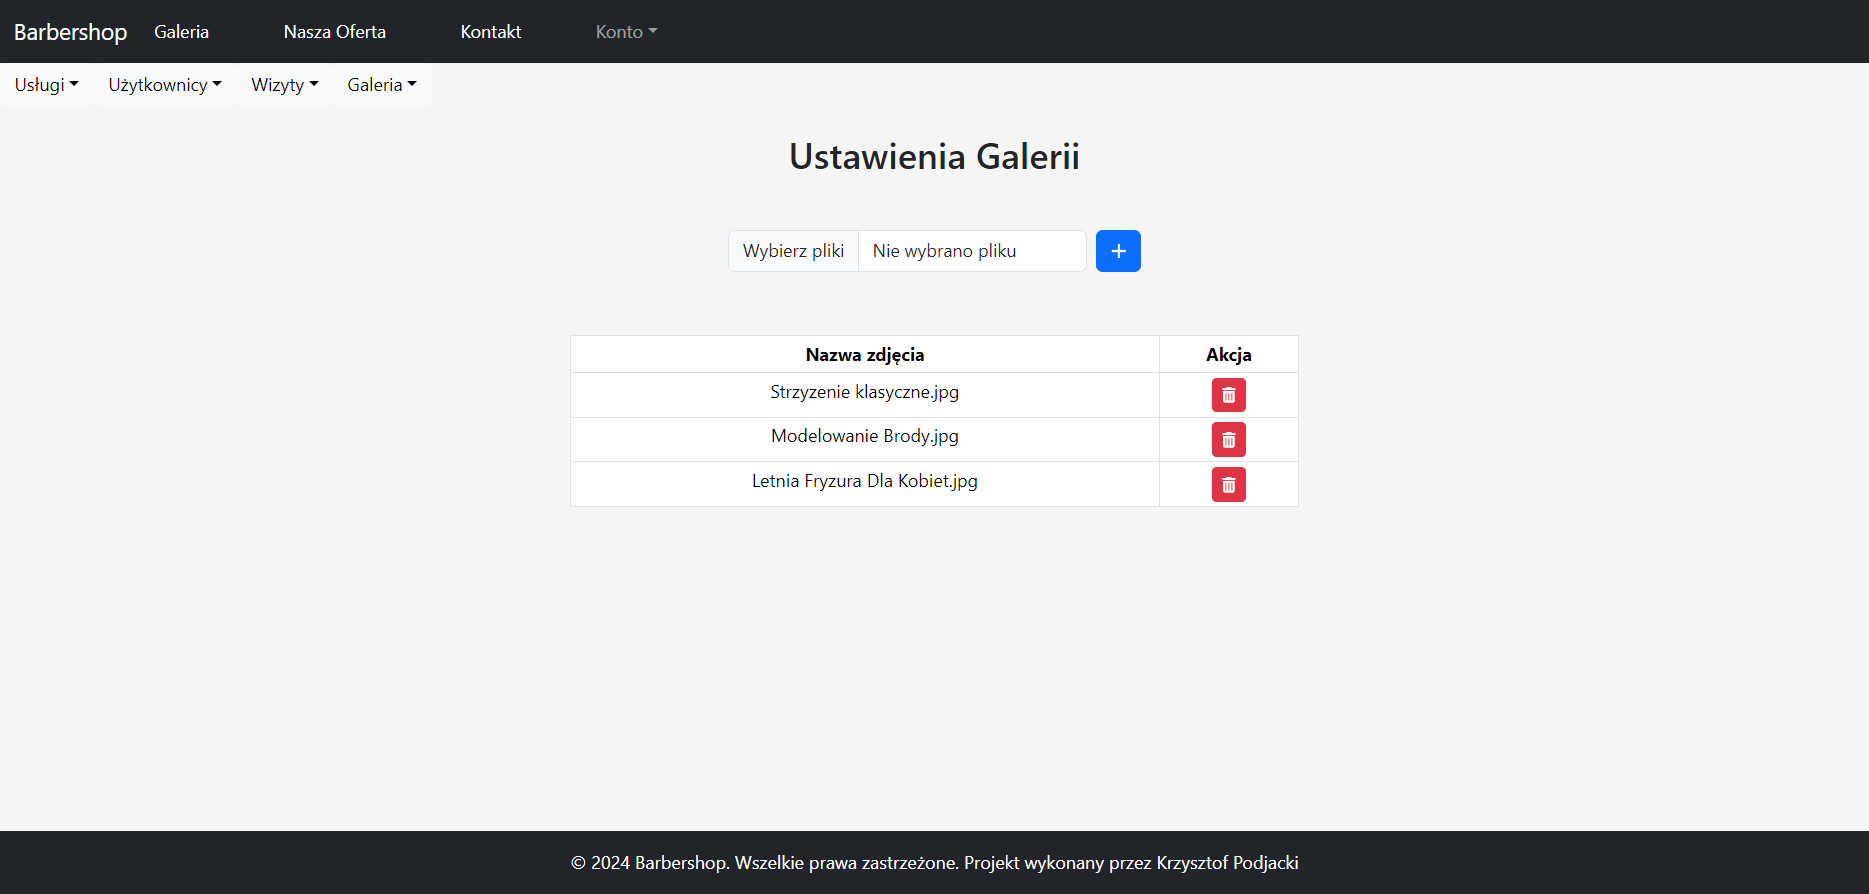 Barbershop Galeria Nasza Oferta Kontakt Konto
Usługi Użytkownicy Wizyty Galeria
Ustawienia Galerii
Wybierz pliki Nie wybrano pliku +
Nazwa zdjęcia Akcja
Strzyzenie klasyczne.jpg
Modelowanie Brody.jpg
Letnia Fryzura Dla Kobiet.jpg
© 2024 Barbershop. Wszelkie prawa zastrzeżone. Projekt wykonany przez Krzysztof Podjacki